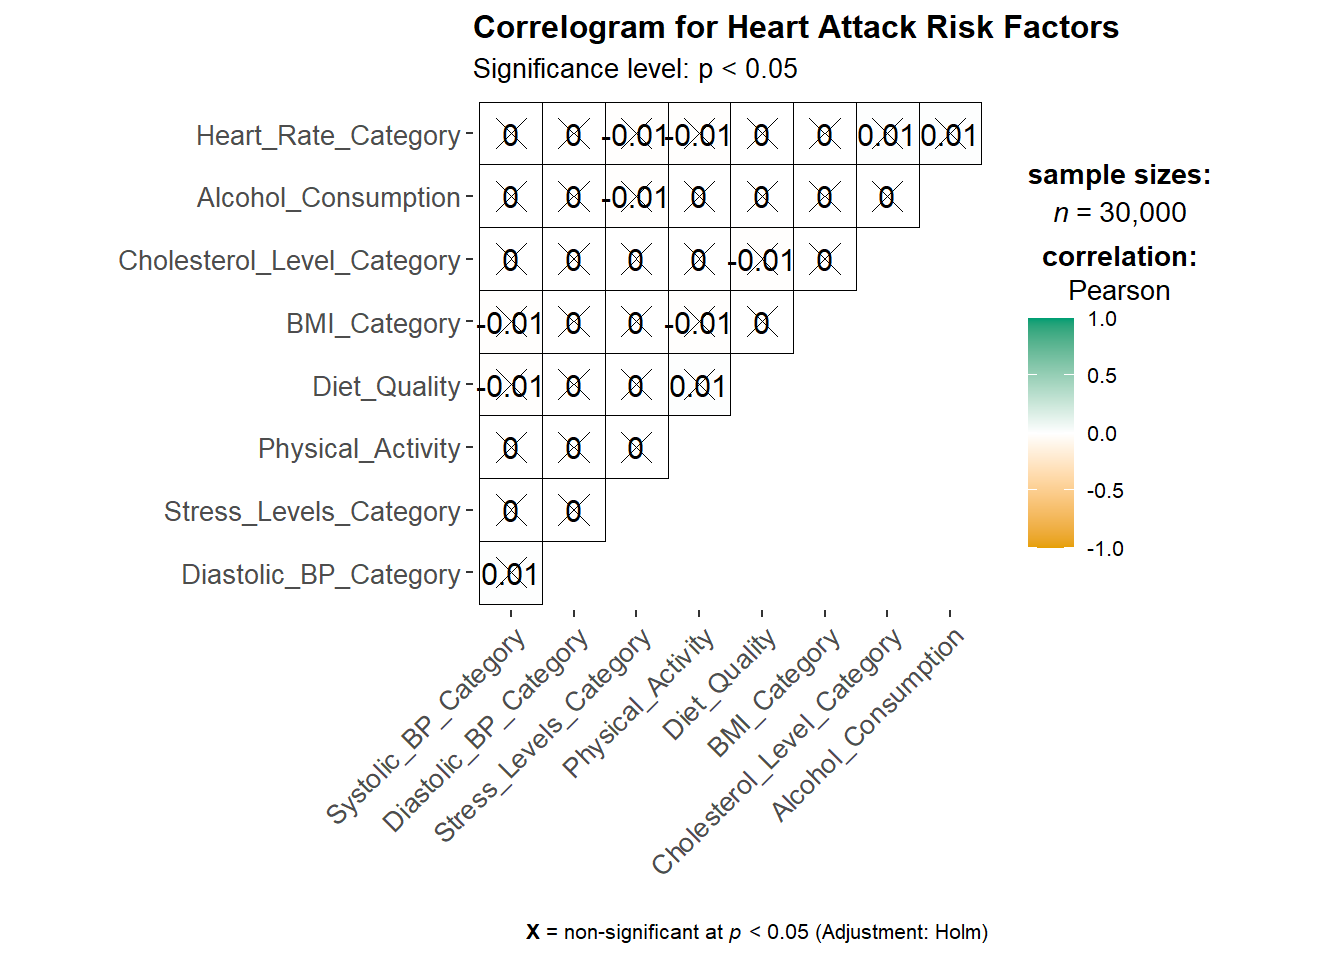 Correlogram for Heart Attack Risk Factors
Significance level: p < 0.05
Heart_Rate_Category 0 0 -0.01 -0.01 0 0 0.01 0.01
Alcohol_Consumption 0 0 -0.01 0 0 0 0
Cholesterol_Level_Category 0 0 0 0 -0.01 0
BMI_Category -0.01 0 0 -0.01 0
Diet_Quality -0.01 0 0 0.01
Physical_Activity 0 0 0
Stress_Levels_Category 0 0
Diastolic_BP_Category 0.01
Systolic_BP_Category
Diastolic_BP_Category
Stress_Levels_Category
Physical_Activity
Diet_Quality
BMI_Category
Cholesterol_Level_Category
Alcohol_Consumption
sample sizes:
n = 30,000
correlation:
Pearson
1.0
0.5
0.0
-0.5
-1.0
X = non-significant at p < 0.05 (Adjustment: Holm)